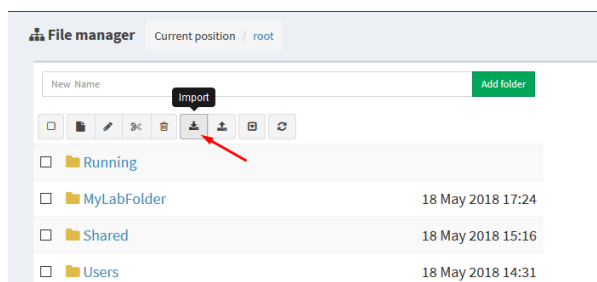 File manager Current position / root
New Name Add folder
Import
Running
MyLabFolder 18 May 2018 17:24
Shared 18 May 2018 15:16
Users 18 May 2018 14:31